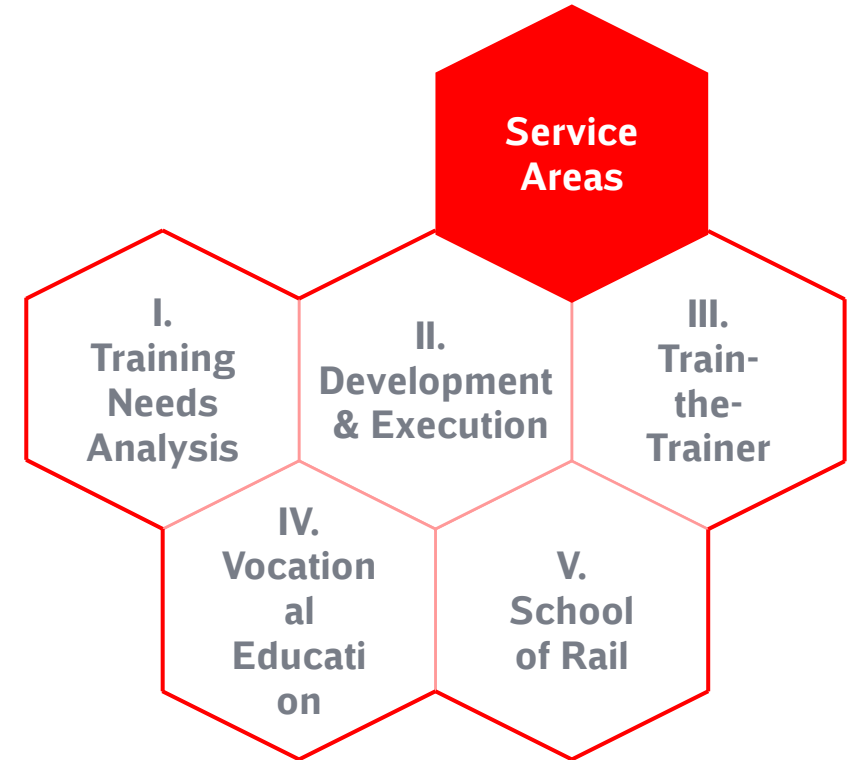 Service
Areas
I.
Training
Needs
Analysis
II.
Development
& Execution
III.
Train-
the-
Trainer
IV.
Vocation
al
Educati
on
V.
School
of Rail